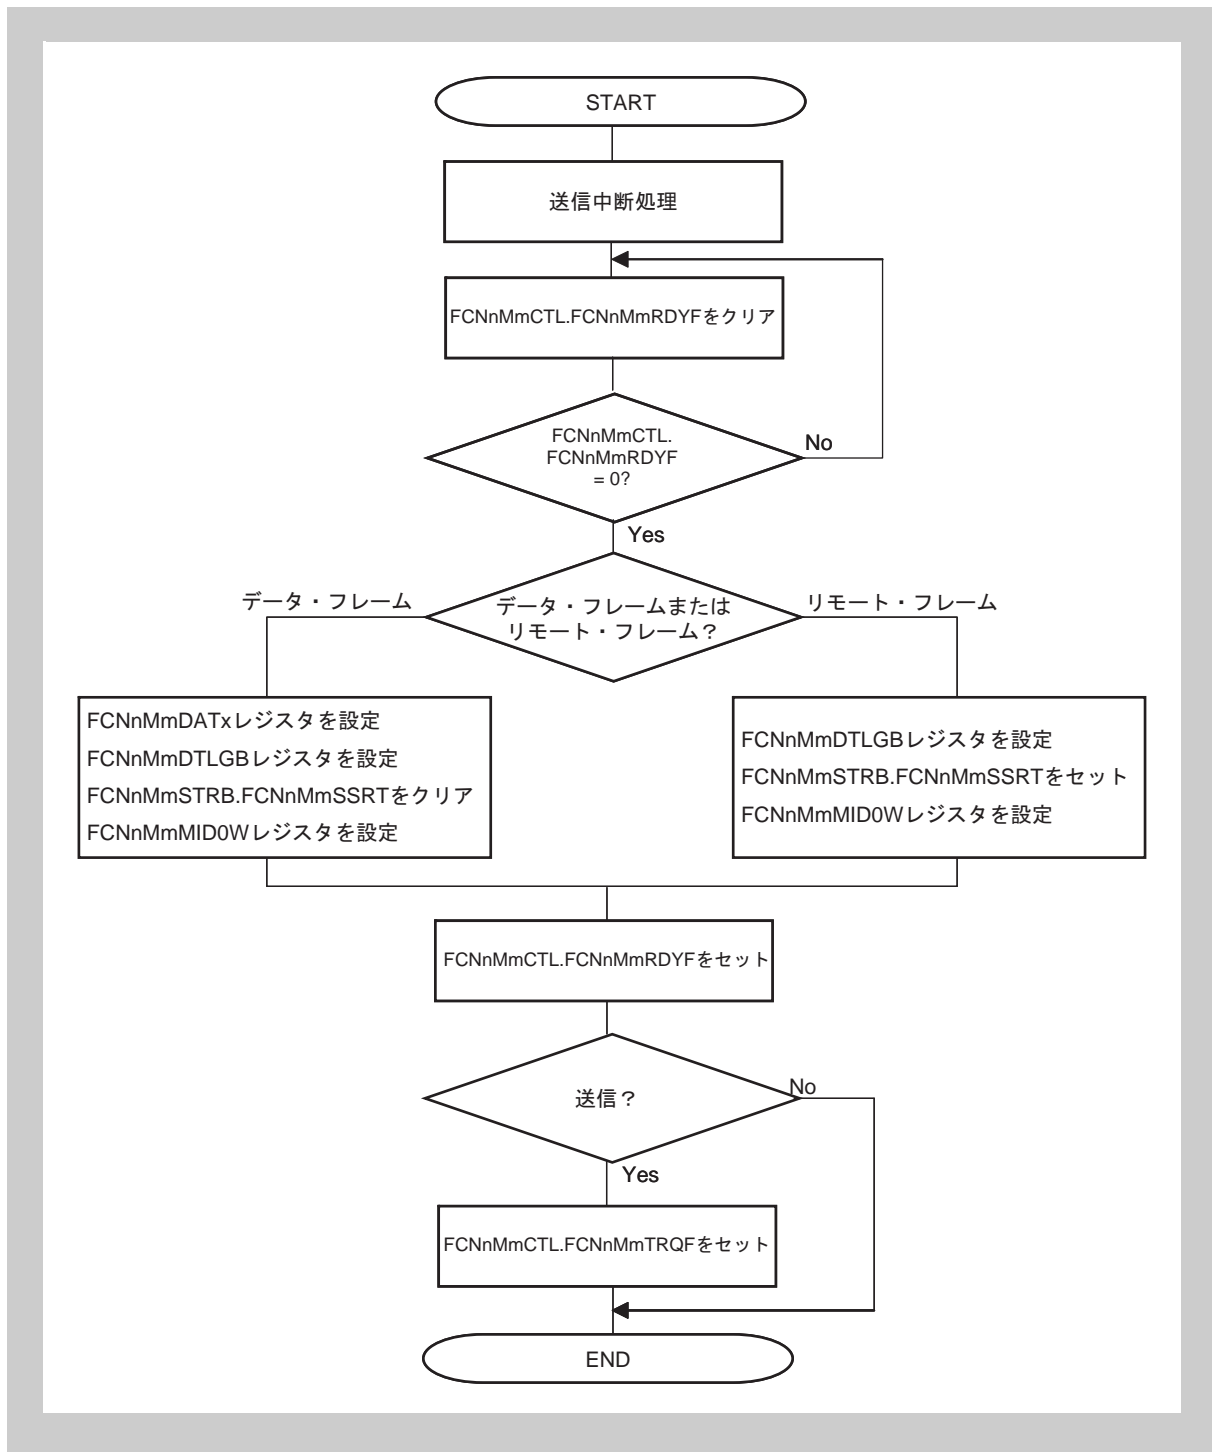 START
送信中断処理
FCNnMmCTL.FCNnMmRDYFをクリア
FCNnMmCTL.
FCNnMmRDYF
= 0?
No
Yes
データ・フレーム
データ・フレームまたは
リモート・フレーム？
リモート・フレーム
FCNnMmDATxレジスタを設定
FCNnMmDTLGBレジスタを設定
FCNnMmSTRB.FCNnMmSSRTをクリア
FCNnMmMID0Wレジスタを設定
FCNnMmDTLGBレジスタを設定
FCNnMmSTRB.FCNnMmSSRTをセット
FCNnMmMID0Wレジスタを設定
FCNnMmCTL.FCNnMmRDYFをセット
送信？
No
Yes
FCNnMmCTL.FCNnMmTRQFをセット
END